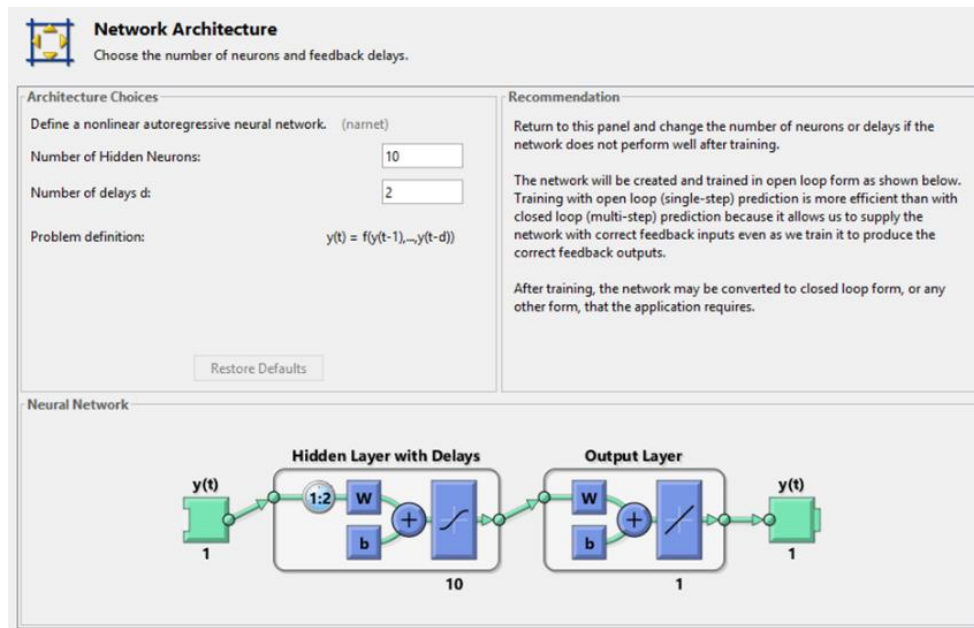 Network Architecture
Choose the number of neurons and feedback delays.
Architecture Choices
Define a nonlinear autoregressive neural network. (narnet)
Number of Hidden Neurons: 10
Number of delays d: 2
Problem definition: y(t) = f(y(t-1),...,y(t-d))
Restore Defaults
Recommendation
Return to this panel and change the number of neurons or delays if the
network does not perform well after training.
The network will be created and trained in open loop form as shown below.
Training with open loop (single-step) prediction is more efficient than with
closed loop (multi-step) prediction because it allows us to supply the
network with correct feedback inputs even as we train it to produce the
correct feedback outputs.
After training, the network may be converted to closed loop form, or any
other form, that the application requires.
Neural Network
Hidden Layer with Delays
Output Layer
y(t)
1
1:2
W
b
+
10
W
b
+
1
y(t)
1